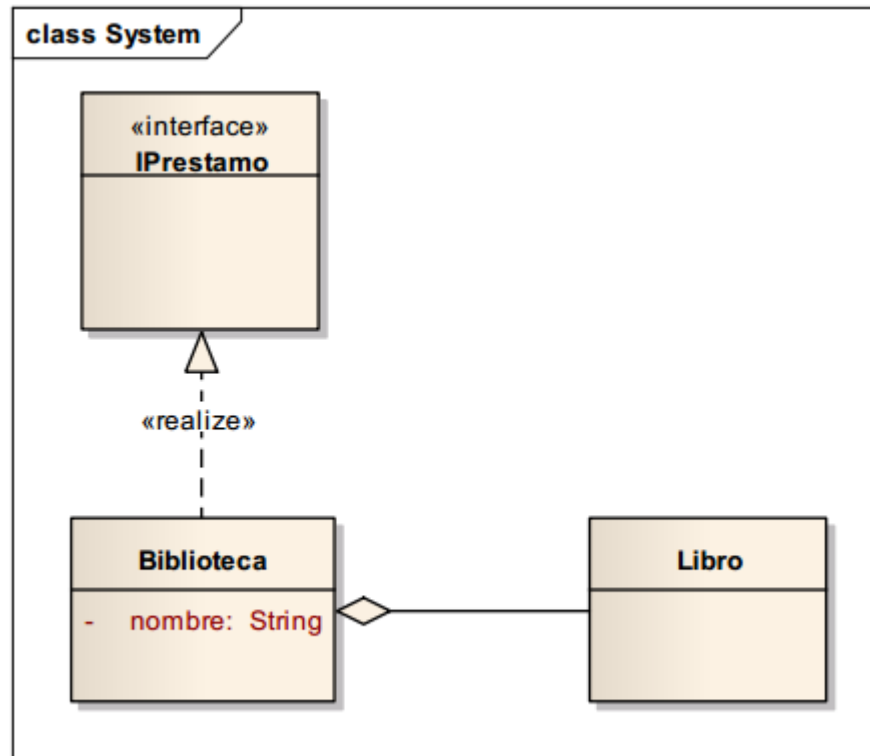 class System
«interface»
IPrestamo
«realize»
Biblioteca
- nombre: String
Libro